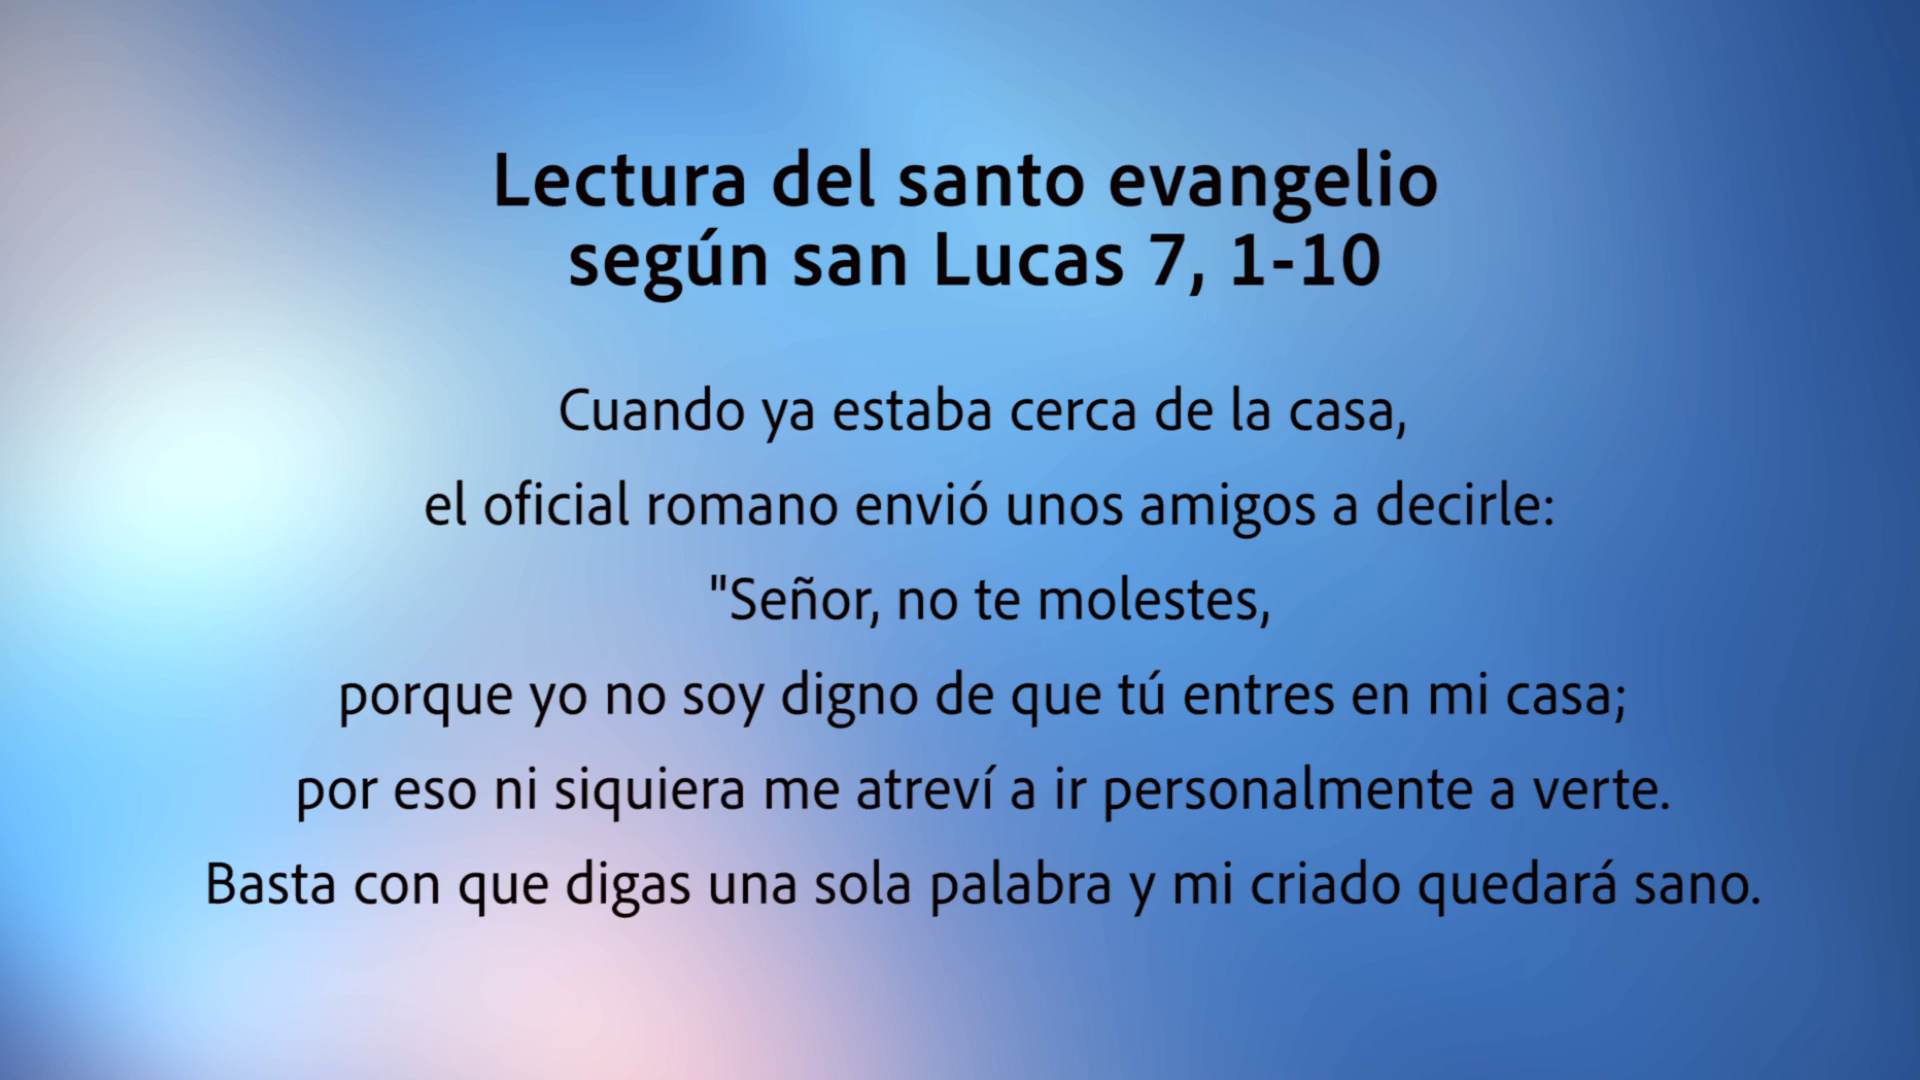 Lectura del santo evangelio
según san Lucas 7, 1-10
Cuando ya estaba cerca de la casa,
el oficial romano envió unos amigos a decirle:
"Señor, no te molestes,
porque yo no soy digno de que tú entres en mi casa;
por eso ni siquiera me atreví a ir personalmente a verte.
Basta con que digas una sola palabra y mi criado quedará sano.